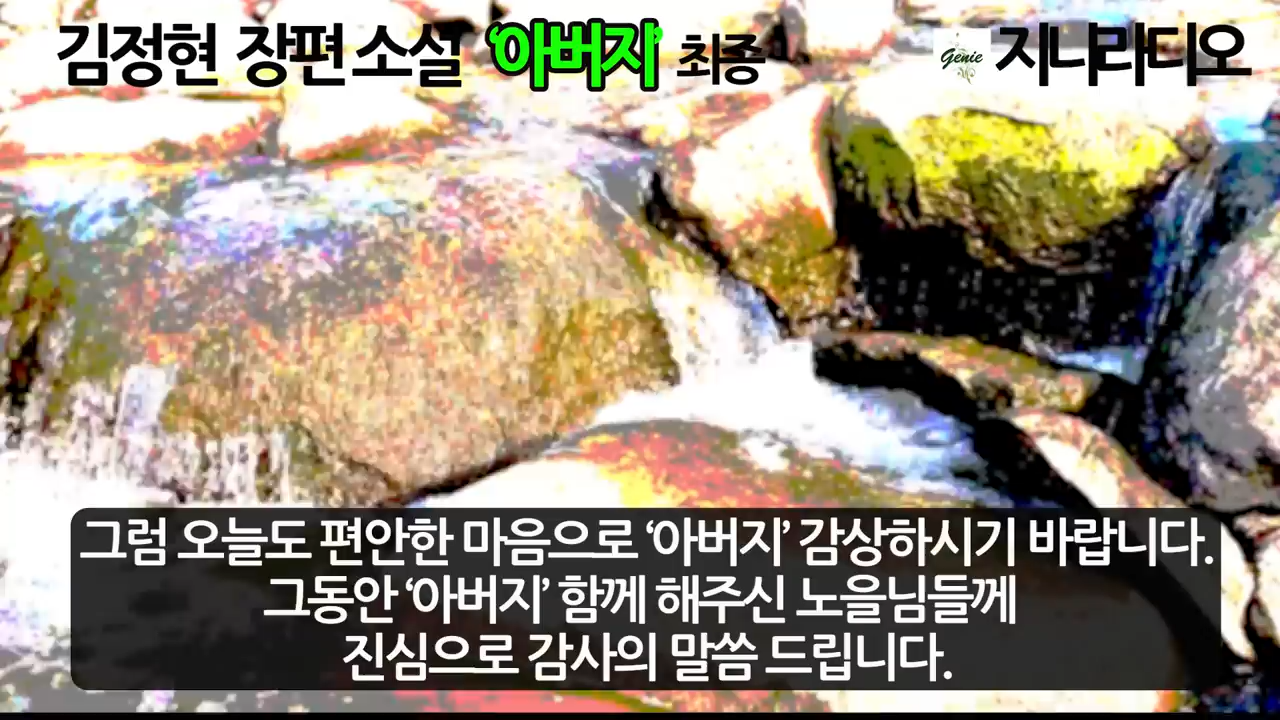 김정현 장편 소설 ‘아버지’ 최종
Genie 지니라디오
그럼 오늘도 편안한 마음으로 ‘아버지’ 감상하시기 바랍니다.
그동안 ‘아버지’ 함께 해주신 노을님들께
진심으로 감사의 말씀 드립니다.